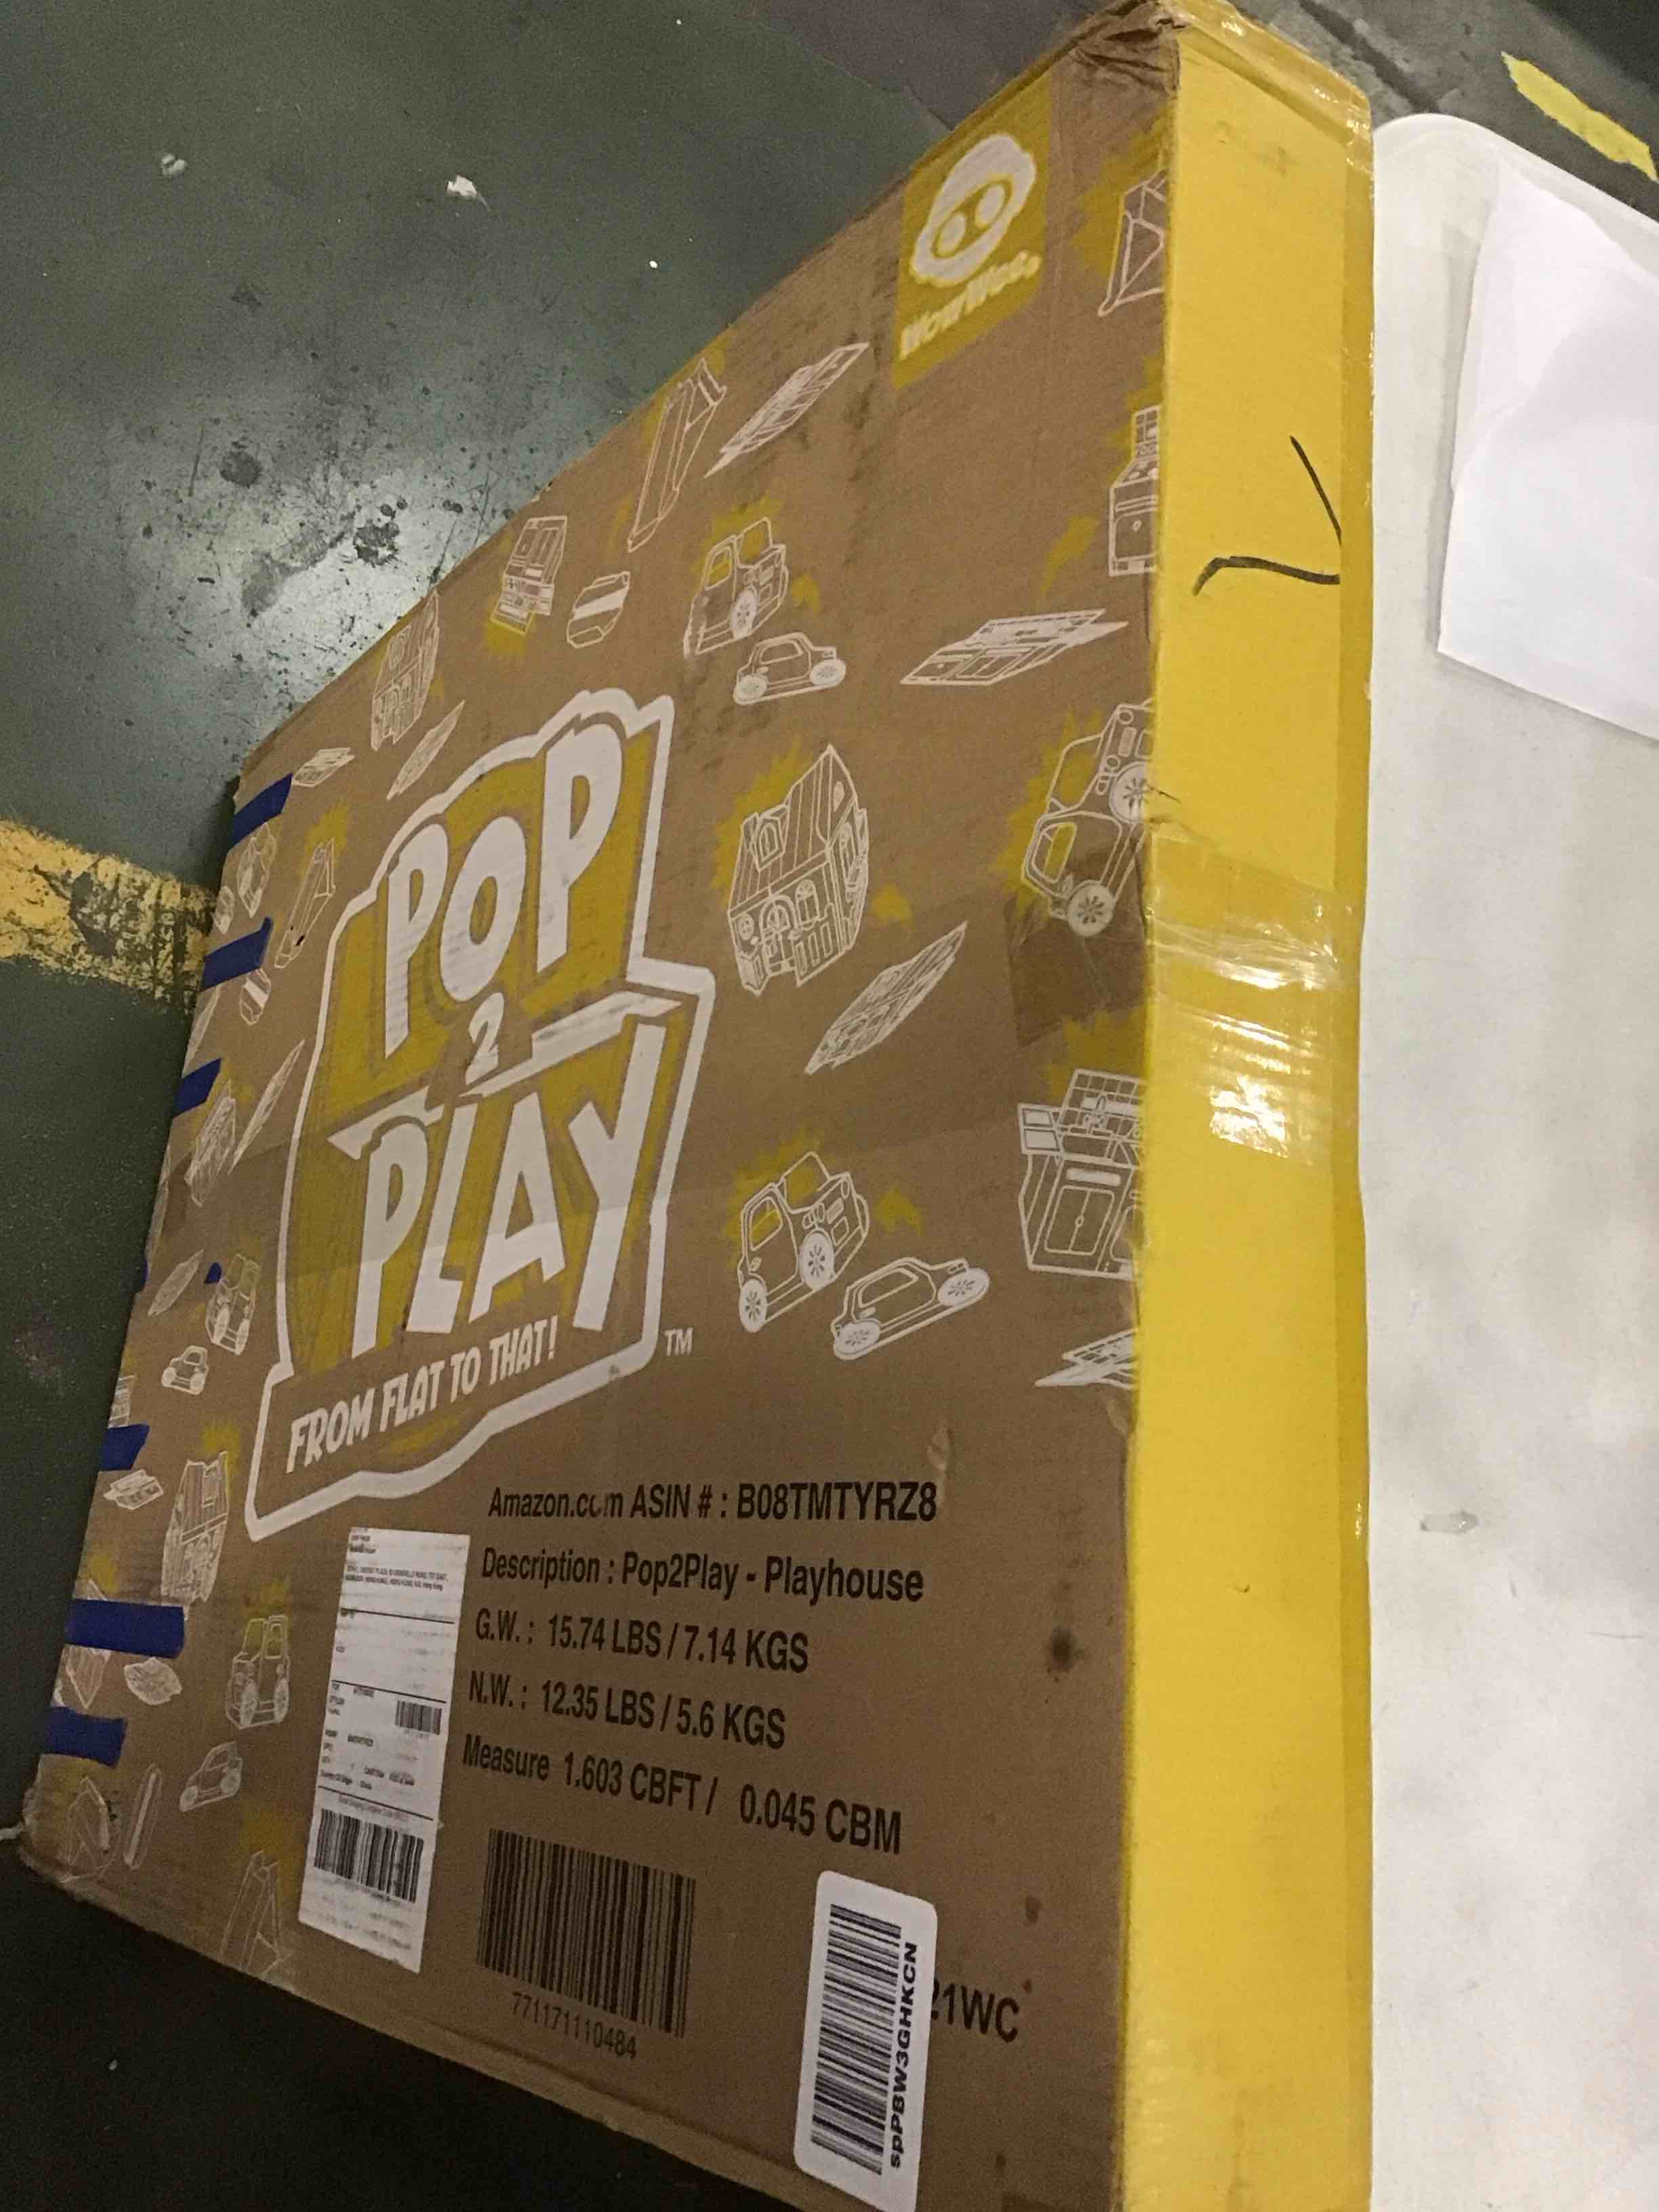 WowWee®
POP
2
PLAY
FROM FLAT TO THAT!
TM
Amazon.com ASIN # : B08TMTYRZ8
Description : Pop2Play - Playhouse
G.W. : 15.74 LBS / 7.14 KGS
N.W. : 12.35 LBS / 5.6 KGS
Measure 1.603 CBFT / 0.045 CBM
771171110484
spPBW3GHKCN
21WC